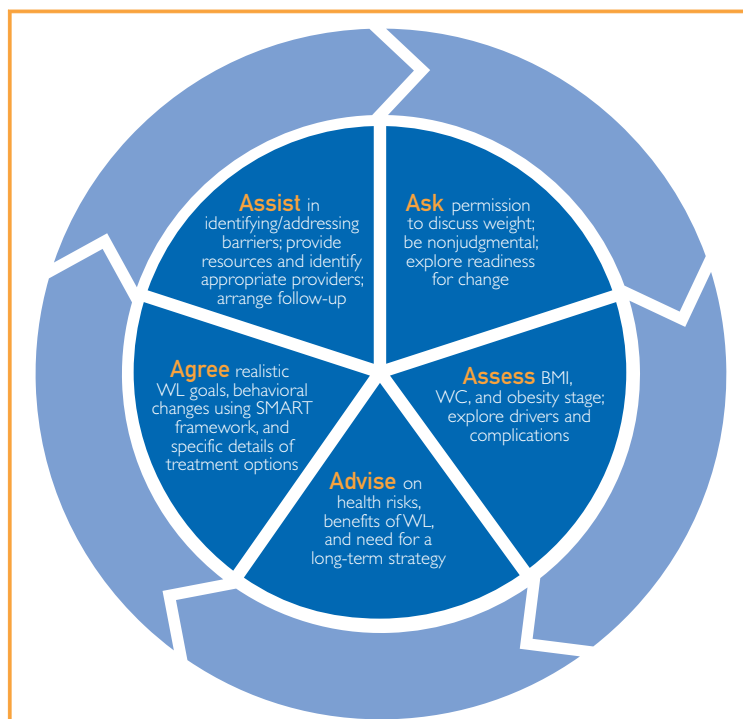 Ask permission
to discuss weight;
be nonjudgmental;
explore readiness
for change
Assess BMI,
WC, and obesity stage;
explore drivers and
complications
Advise on
health risks,
benefits of WL,
and need for a
long-term strategy
Agree realistic
WL goals, behavioral
changes using SMART
framework, and
specific details of
treatment options
Assist in
identifying/addressing
barriers; provide
resources and identify
appropriate providers;
arrange follow-up